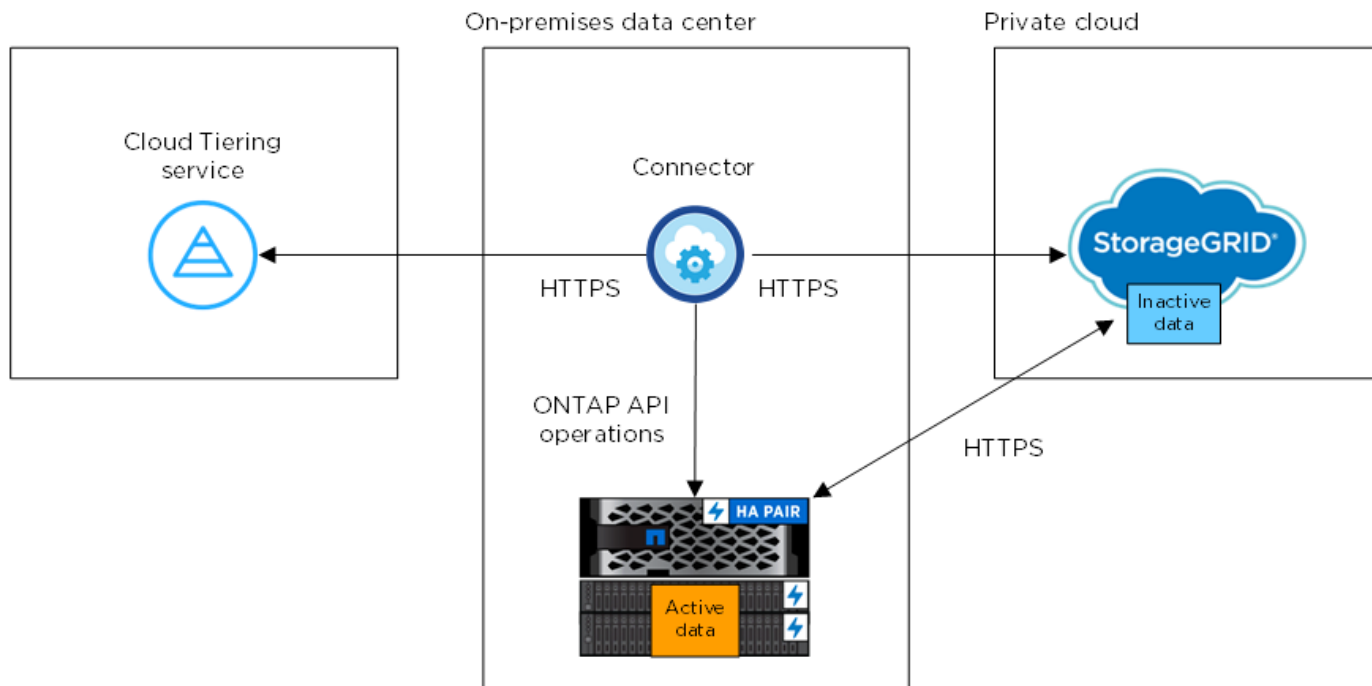 On-premises data center
Private cloud
Cloud Tiering
service
Connector
StorageGRID®
Inactive
data
HTTPS
HTTPS
ONTAP API
operations
HTTPS
HA PAIR
Active
data